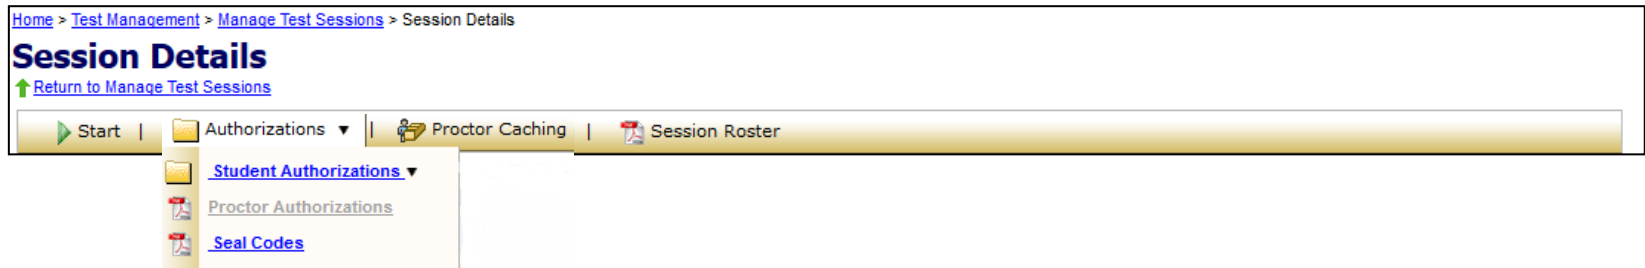 Home > Test Management > Manage Test Sessions > Session Details
Session Details
Return to Manage Test Sessions
Start | Authorizations ▼ | Proctor Caching | Session Roster
Student Authorizations ▼
Proctor Authorizations
Seal Codes